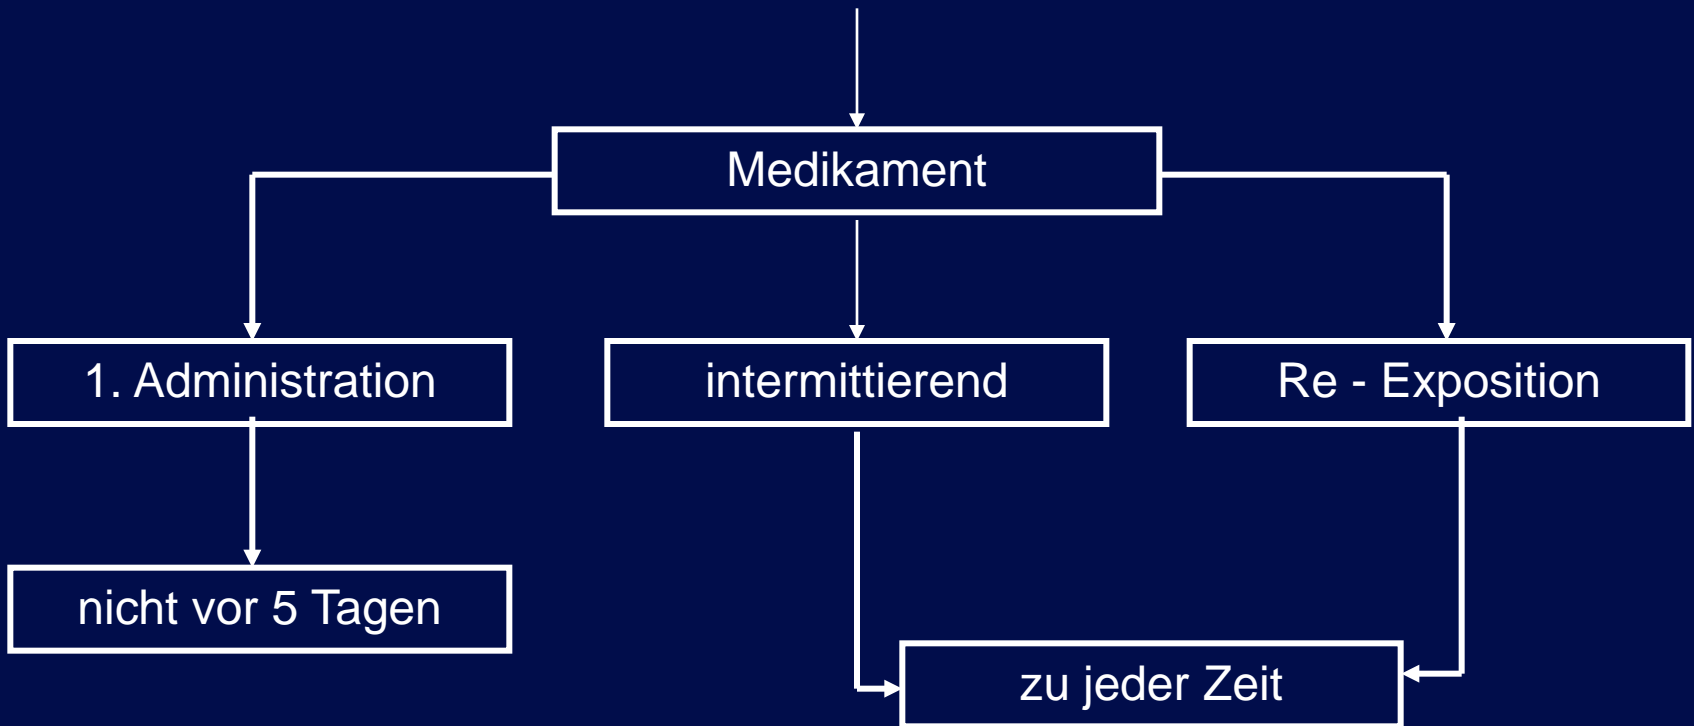 Medikament
1. Administration
intermittierend
Re - Exposition
nicht vor 5 Tagen
zu jeder Zeit